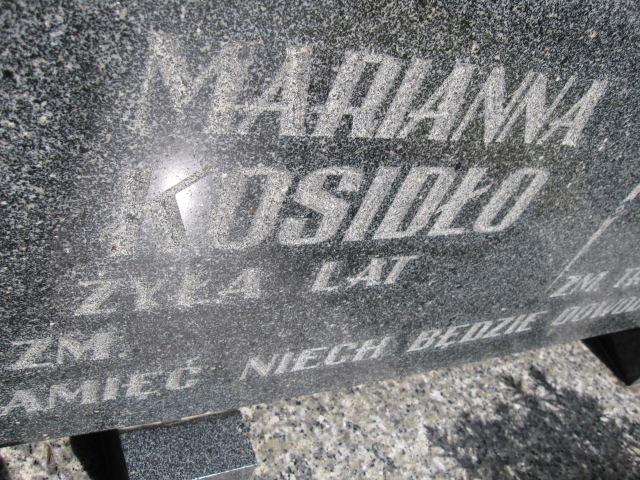 MARIANNA
KOSIDŁO
ŻYŁA LAT
ZM.
ZM.
AMIĘĆ NIECH BĘDZIE